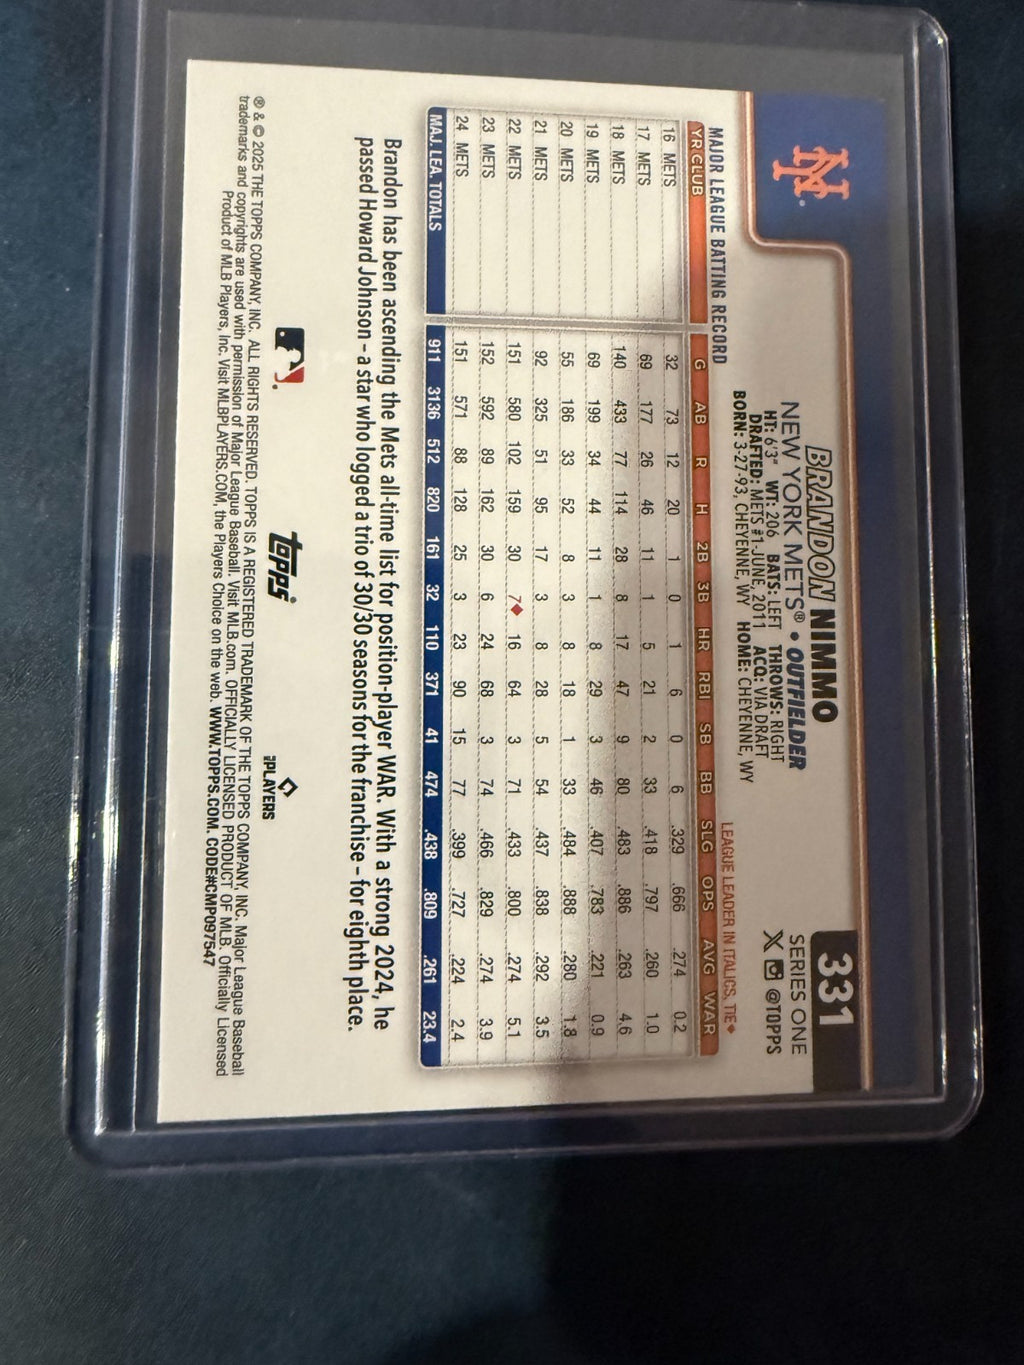 NY
331
BRANDON NIMMO
SERIES ONE
NEW YORK METS® • OUTFIELDER
X @TOPPS
HT: 6'3" WT: 206 BATS: LEFT THROWS: RIGHT
DRAFTED: METS #1-JUNE, 2011 ACQ: VIA DRAFT
BORN: 3-27-93, CHEYENNE, WY HOME: CHEYENNE, WY
MAJOR LEAGUE BATTING RECORD LEAGUE LEADER IN ITALICS, TIE♦
YR CLUB G AB R H 2B 3B HR RBI SB BB SLG OPS AVG WAR
16 METS 32 73 12 20 1 0 1 6 0 6 .329 .666 .274 0.2
17 METS 69 177 26 46 11 1 5 21 2 33 .418 .797 .260 1.0
18 METS 140 433 77 114 28 8 17 47 9 80 .483 .886 .263 4.6
19 METS 69 199 34 44 11 1 8 29 3 46 .407 .783 .221 0.9
20 METS 55 186 33 52 8 3 8 18 1 33 .484 .888 .280 1.8
21 METS 92 325 51 95 17 3 8 28 5 54 .437 .838 .292 3.5
22 METS 151 580 102 159 30 7♦ 16 64 3 71 .433 .800 .274 5.1
23 METS 152 592 89 162 30 6 24 68 3 74 .466 .829 .274 3.9
24 METS 151 571 88 128 25 3 23 90 15 77 .399 .727 .224 2.4
MAJ. LEA. TOTALS 911 3136 512 820 161 32 110 371 41 474 .438 .809 .261 23.4
Brandon has been ascending the Mets all-time list for position-player WAR. With a strong 2024, he
passed Howard Johnson – a star who logged a trio of 30/30 seasons for the franchise – for eighth place.
topps
PLAYERS
® & © 2025 THE TOPPS COMPANY, INC. ALL RIGHTS RESERVED. TOPPS IS A REGISTERED TRADEMARK OF THE TOPPS COMPANY, INC. Major League Baseball
trademarks and copyrights are used with permission of Major League Baseball. Visit MLB.com. OFFICIALLY LICENSED PRODUCT OF MLB. Officially Licensed
Product of MLB Players, Inc. Visit MLBPLAYERS.COM, the Players Choice on the web. WWW.TOPPS.COM. CODE#CMP097547